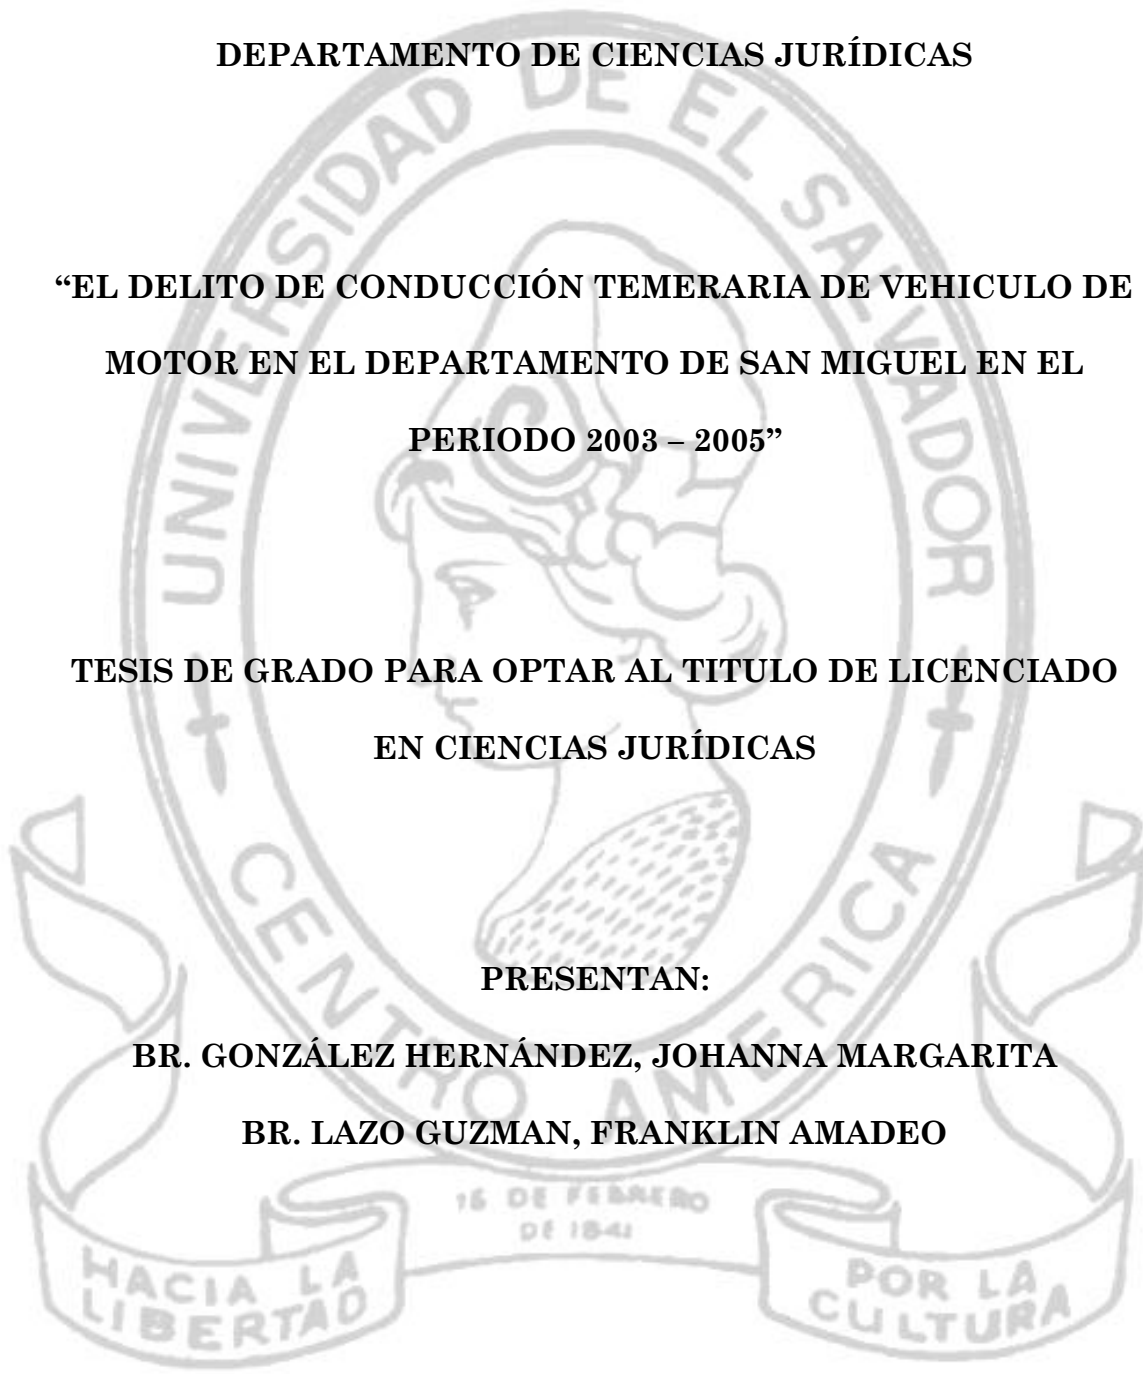 DEPARTAMENTO DE CIENCIAS JURÍDICAS
UNIVERSIDAD DE EL SALVADOR
“EL DELITO DE CONDUCCIÓN TEMERARIA DE VEHICULO DE
MOTOR EN EL DEPARTAMENTO DE SAN MIGUEL EN EL
PERIODO 2003 – 2005”
TESIS DE GRADO PARA OPTAR AL TITULO DE LICENCIADO
EN CIENCIAS JURÍDICAS
PRESENTAN:
BR. GONZÁLEZ HERNÁNDEZ, JOHANNA MARGARITA
BR. LAZO GUZMAN, FRANKLIN AMADEO
CENTRO AMERICA
16 DE FEBRERO
DE 1841
HACIA LA
LIBERTAD
POR LA
CULTURA